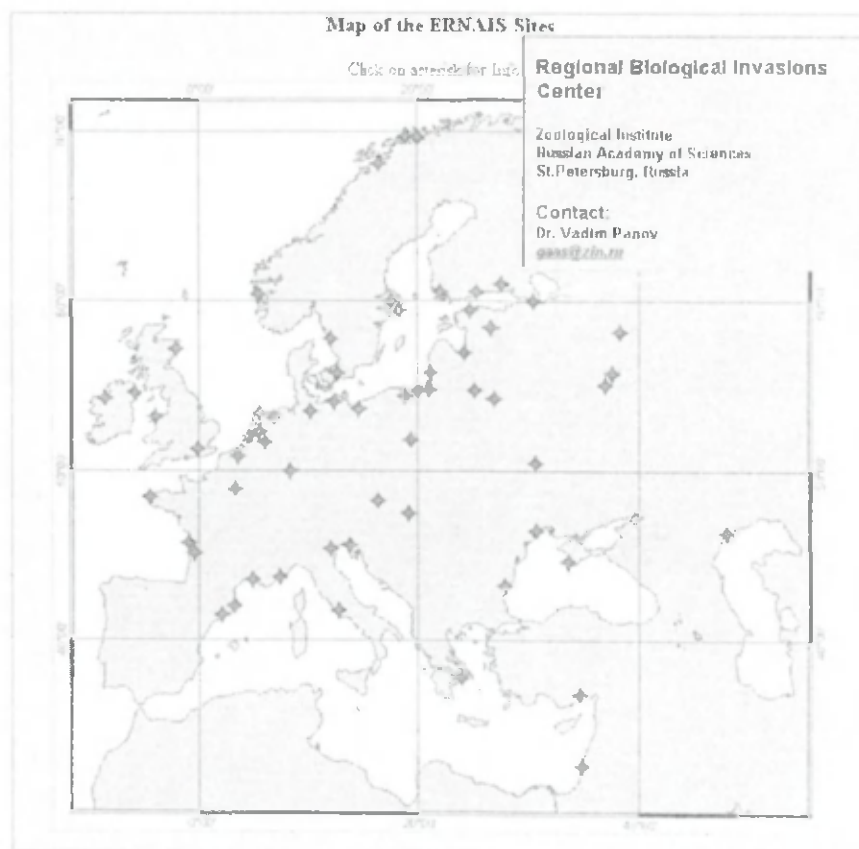 Map of the ERNAIS Sites
Click on asterisk for Info
Regional Biological Invasions
Center
Zoological Institute
Russian Academy of Sciences
St.Petersburg, Russia
Contact:
Dr. Vadim Panov